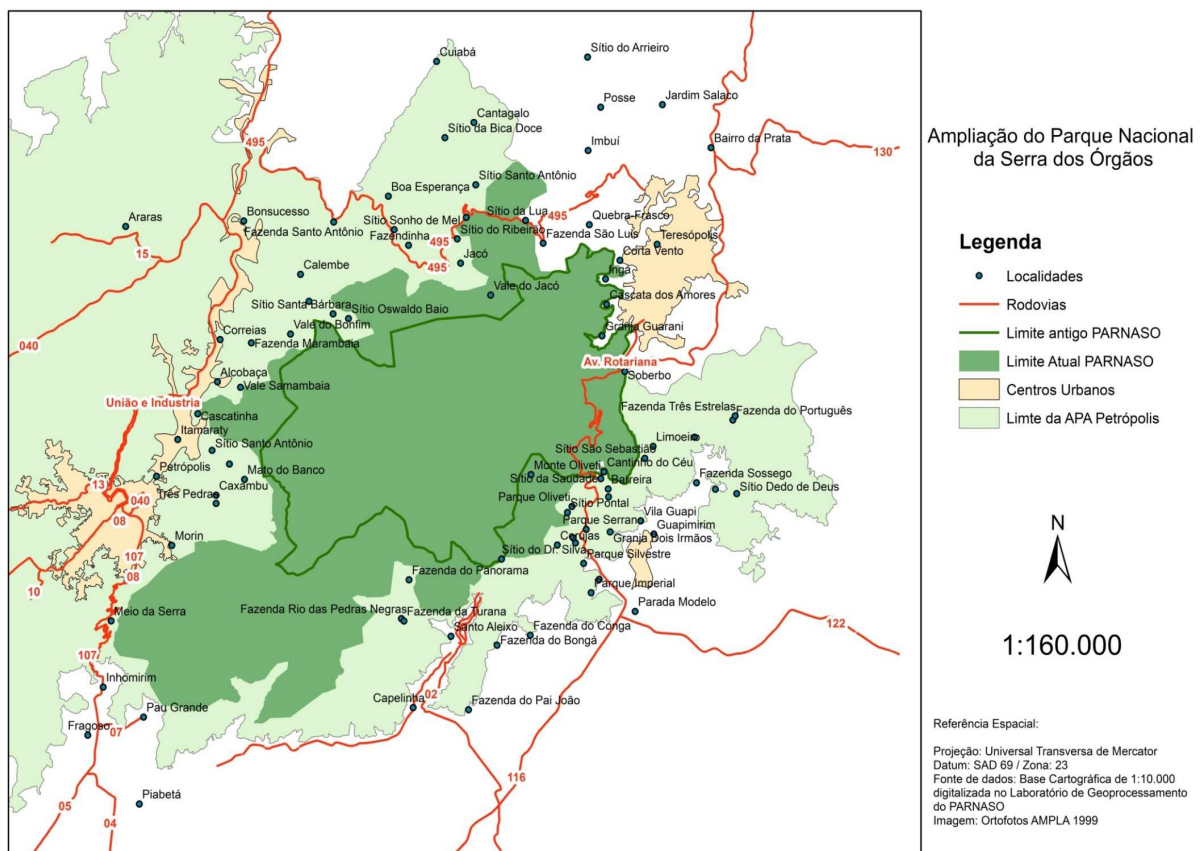 Ampliação do Parque Nacional
da Serra dos Órgãos
Legenda
Localidades
Rodovias
Limite antigo PARNASO
Limite Atual PARNASO
Centros Urbanos
Limte da APA Petrópolis
N
1:160.000
Referência Espacial:
Projeção: Universal Transversa de Mercator
Datum: SAD 69 / Zona: 23
Fonte de dados: Base Cartográfica de 1:10.000
digitalizada no Laboratório de Geoprocessamento
do PARNASO
Imagem: Ortofotos AMPLA 1999
Cuiabá
Sítio do Arrieiro
Posse
Jardim Salaco
Cantagalo
Sítio da Bica Doce
Imbuí
Bairro da Prata
495
130
Boa Esperança
Sítio Santo Antônio
Araras
Bonsucesso
Fazenda Santo Antônio
Sítio Sonho de Mel
Sítio da Lua
495
Quebra-Frasco
Fazendinha
495
Sítio do Ribeirão
Fazenda São Luís
Teresópolis
15
495
Jacó
Corta Vento
Calembe
Ingá
Vale do Jacó
Sítio Santa Bárbara
Sítio Oswaldo Baio
Cascata dos Amores
Correias
Vale do Bonfim
Granja Guarani
040
Fazenda Marambaia
Av. Rotariana
Soberbo
Alcobaça
Vale Samambaia
União e Industria
Cascatinha
Fazenda Três Estrelas
Fazenda do Português
Itamaraty
Sítio Santo Antônio
Sítio São Sebastião
Limoeiro
Petrópolis
Mato do Banco
Monte Oliveti
Cantinho do Céu
Fazenda Sossego
13
Caxambu
Sítio da Saudade
Barreira
Sítio Dedo de Deus
040
Três Pedras
Parque Oliveti
Sítio Pontal
08
Parque Serrano
Vila Guapi
Guapimirim
Morin
107
Corujas
Granja Dois Irmãos
08
Sítio do Dr. Silva
Parque Silvestre
10
Fazenda do Panorama
Parque Imperial
Meio da Serra
Fazenda Rio das Pedras Negras
Fazenda da Turana
Parada Modelo
Santo Aleixo
Fazenda do Conga
122
Fazenda do Bongá
107
Inhomirim
02
Capelinha
Fazenda do Pai João
Pau Grande
Fragoso
07
116
Piabetá
05
04